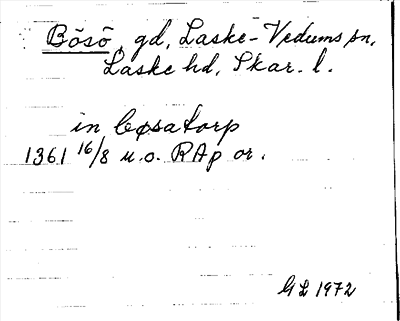 Bösö, gd, Laske-Vedums sn,
Laske hd, Skar. l.
in bøsatorp
1361 16/8 u.o. RAp or.
GL 1972